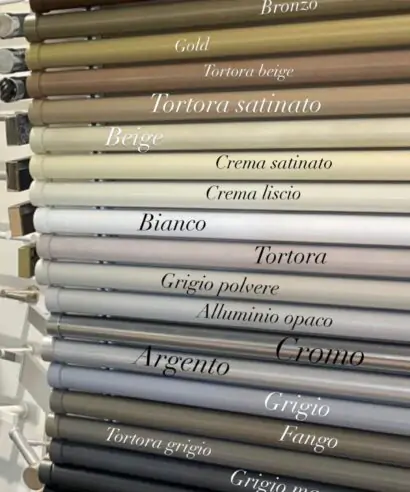 Bronzo
Gold
Tortora beige
Tortora satinato
Beige
Crema satinato
Crema liscio
Bianco
Tortora
Grigio polvere
Alluminio opaco
Cromo
Argento
Grigio
Fango
Tortora grigio
Grigio